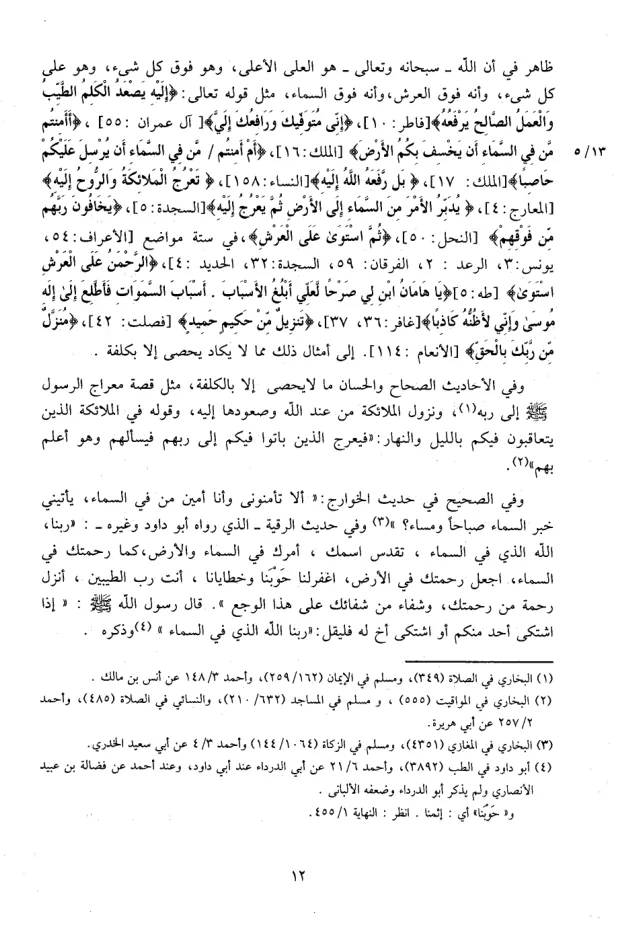 ظاهر في أن الله ـ سبحانه وتعالى ـ هو العلى الأعلى، وهو فوق كل شىء، وهو على
كل شىء، وأنه فوق العرش،وأنه فوق السماء، مثل قوله تعالى:﴿إِلَيْهِ يَصْعَدُ الْكَلِمُ الطَّيِّبُ
وَالْعَمَلُ الصَّالِحُ يَرْفَعُهُ﴾[فاطر:١٠]،﴿إِنِّي مُتَوَفِّيكَ وَرَافِعُكَ إِلَيَّ﴾[آل عمران :٥٥] ،﴿أَأَمِنتُم
مَّن فِي السَّمَاءِ أَن يَخْسِفَ بِكُمُ الأَرْضَ﴾ [الملك:١٦]،﴿أَمْ أَمِنتُم / مَّن فِي السَّمَاءِ أَن يُرْسِلَ عَلَيْكُمْ ٥/١٣
حَاصِبًا﴾[الملك: ١٧]،﴿ بَل رَّفَعَهُ اللَّهُ إِلَيْهِ﴾[النساء:١٥٨]،﴿ تَعْرُجُ الْمَلائِكَةُ وَالرُّوحُ إِلَيْهِ﴾
[المعارج:٤]،﴿ يُدَبِّرُ الأَمْرَ مِنَ السَّمَاءِ إِلَى الأَرْضِ ثُمَّ يَعْرُجُ إِلَيْهِ﴾[السجدة:٥]،﴿يَخَافُونَ رَبَّهُم
مِّن فَوْقِهِمْ﴾ [النحل:٥٠]،﴿ثُمَّ اسْتَوَىٰ عَلَى الْعَرْشِ﴾،في ستة مواضع [الأعراف:٥٤،
يونس:٣، الرعد : ٢، الفرقان: ٥٩، السجدة:٣٢، الحديد :٤]،﴿الرَّحْمَنُ عَلَى الْعَرْشِ
اسْتَوَىٰ﴾ [طه:٥]﴿يَا هَامَانُ ابْنِ لِي صَرْحًا لَّعَلِّي أَبْلُغُ الأَسْبَابَ . أَسْبَابَ السَّمَوَاتِ فَأَطَّلِعَ إِلَىٰ إِلَهِ
مُوسَىٰ وَإِنِّي لأَظُنُّهُ كَاذِبًا﴾[غافر:٣٦، ٣٧]،﴿تَنزِيلٌ مِّنْ حَكِيمٍ حَمِيدٍ﴾ [فصلت :٤٢]،﴿مُنَزَّلٌ
مِّن رَّبِّكَ بِالْحَقِّ﴾ [الأنعام :١١٤]. إلى أمثال ذلك مما لا يكاد يحصى إلا بكلفة .
وفي الأحاديث الصحاح والحسان ما لايحصى إلا بالكلفة، مثل قصة معراج الرسول
ﷺ إلى ربه(١)، ونزول الملائكة من عند الله وصعودها إليه، وقوله في الملائكة الذين
يتعاقبون فيكم بالليل والنهار:«فيعرج الذين باتوا فيكم إلى ربهم فيسألهم وهو أعلم
بهم»(٢).
وفي الصحيح في حديث الخوارج:« ألا تأمنونى وأنا أمين من في السماء، يأتيني
خبر السماء صباحاً ومساء؟ »(٣) وفي حديث الرقية ـ الذي رواه أبو داود وغيره ـ : «ربنا،
الله الذي في السماء ، تقدس اسمك ، أمرك في السماء والأرض،كما رحمتك في
السماء، اجعل رحمتك في الأرض، اغفرلنا حَوْبَنا وخطايانا ، أنت رب الطيبين ، أنزل
رحمة من رحمتك، وشفاء من شفائك على هذا الوجع ». قال رسول الله ﷺ : « إذا
اشتكى أحد منكم أو اشتكى أخ له فليقل:«ربنا الله الذي في السماء » (٤)وذكره .
(١) البخاري في الصلاة (٣٤٩)، ومسلم في الإيمان (٢٥٩/١٦٢)، وأحمد ١٤٨/٣ عن أنس بن مالك .
(٢) البخاري في المواقيت (٥٥٥) ، و مسلم في المساجد (٢١٠/٦٣٢)، والنسائي في الصلاة (٤٨٥)، وأحمد
٢٥٧/٢ عن أبي هريرة.
(٣) البخاري في المغازي (٤٣٥١)، ومسلم في الزكاة (١٤٤/١٠٦٤) وأحمد ٤/٣ عن أبي سعيد الخدري.
(٤) أبو داود في الطب (٣٨٩٢)، وأحمد ٢١/٦ عن أبي الدرداء عند أبي داود، وعند أحمد عن فضالة بن عبيد
الأنصاري ولم يذكر أبو الدرداء وضعفه الألبانى .
و« حَوْبَنا» أي : إثمنا . انظر : النهاية ٤٥٥/١.
١٢